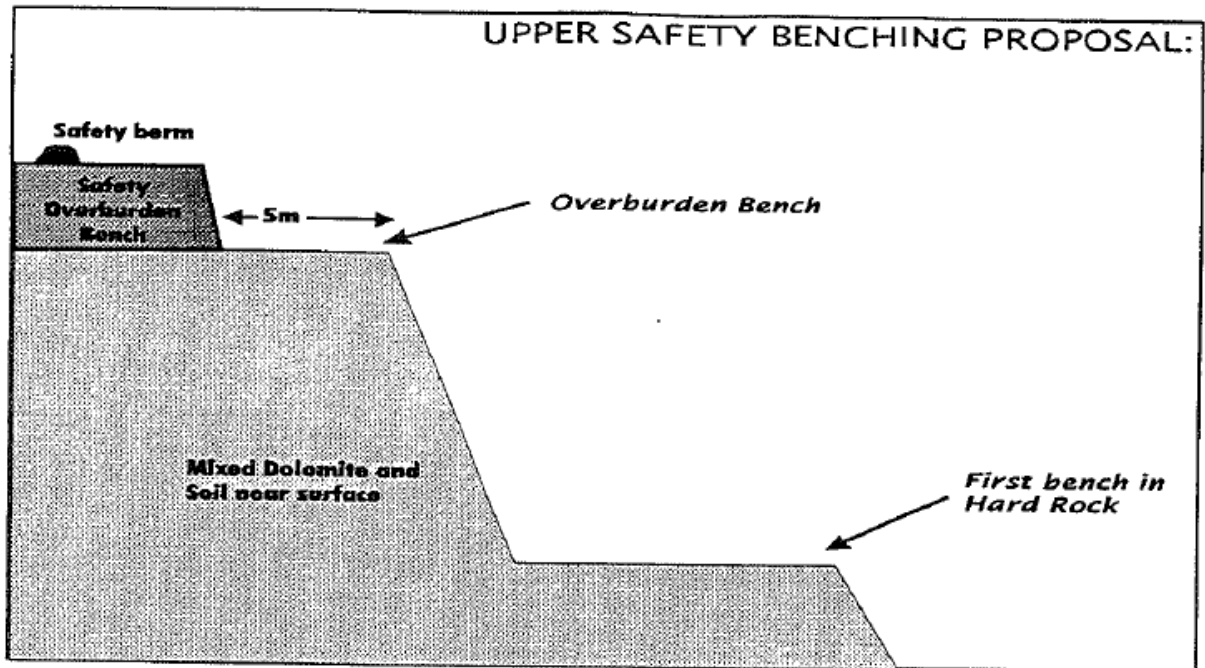 UPPER SAFETY BENCHING PROPOSAL:
Safety berm
Safety
Overburden
Bench
5m
Overburden Bench
Mixed Dolomite and
Soil near surface
First bench in
Hard Rock